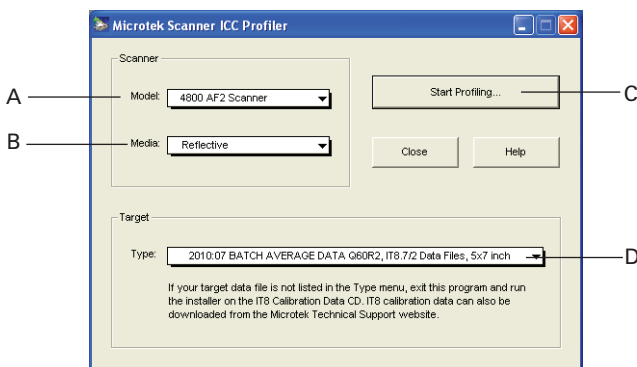 Microtek Scanner ICC Profiler
Scanner
A
Model:
4800 AF2 Scanner
Start Profiling...
C
B
Media:
Reflective
Close
Help
Target
Type:
2010:07 BATCH AVERAGE DATA Q60R2, IT8.7/2 Data Files, 5x7 inch
D
If your target data file is not listed in the Type menu, exit this program and run
the installer on the IT8 Calibration Data CD. IT8 calibration data can also be
downloaded from the Microtek Technical Support website.